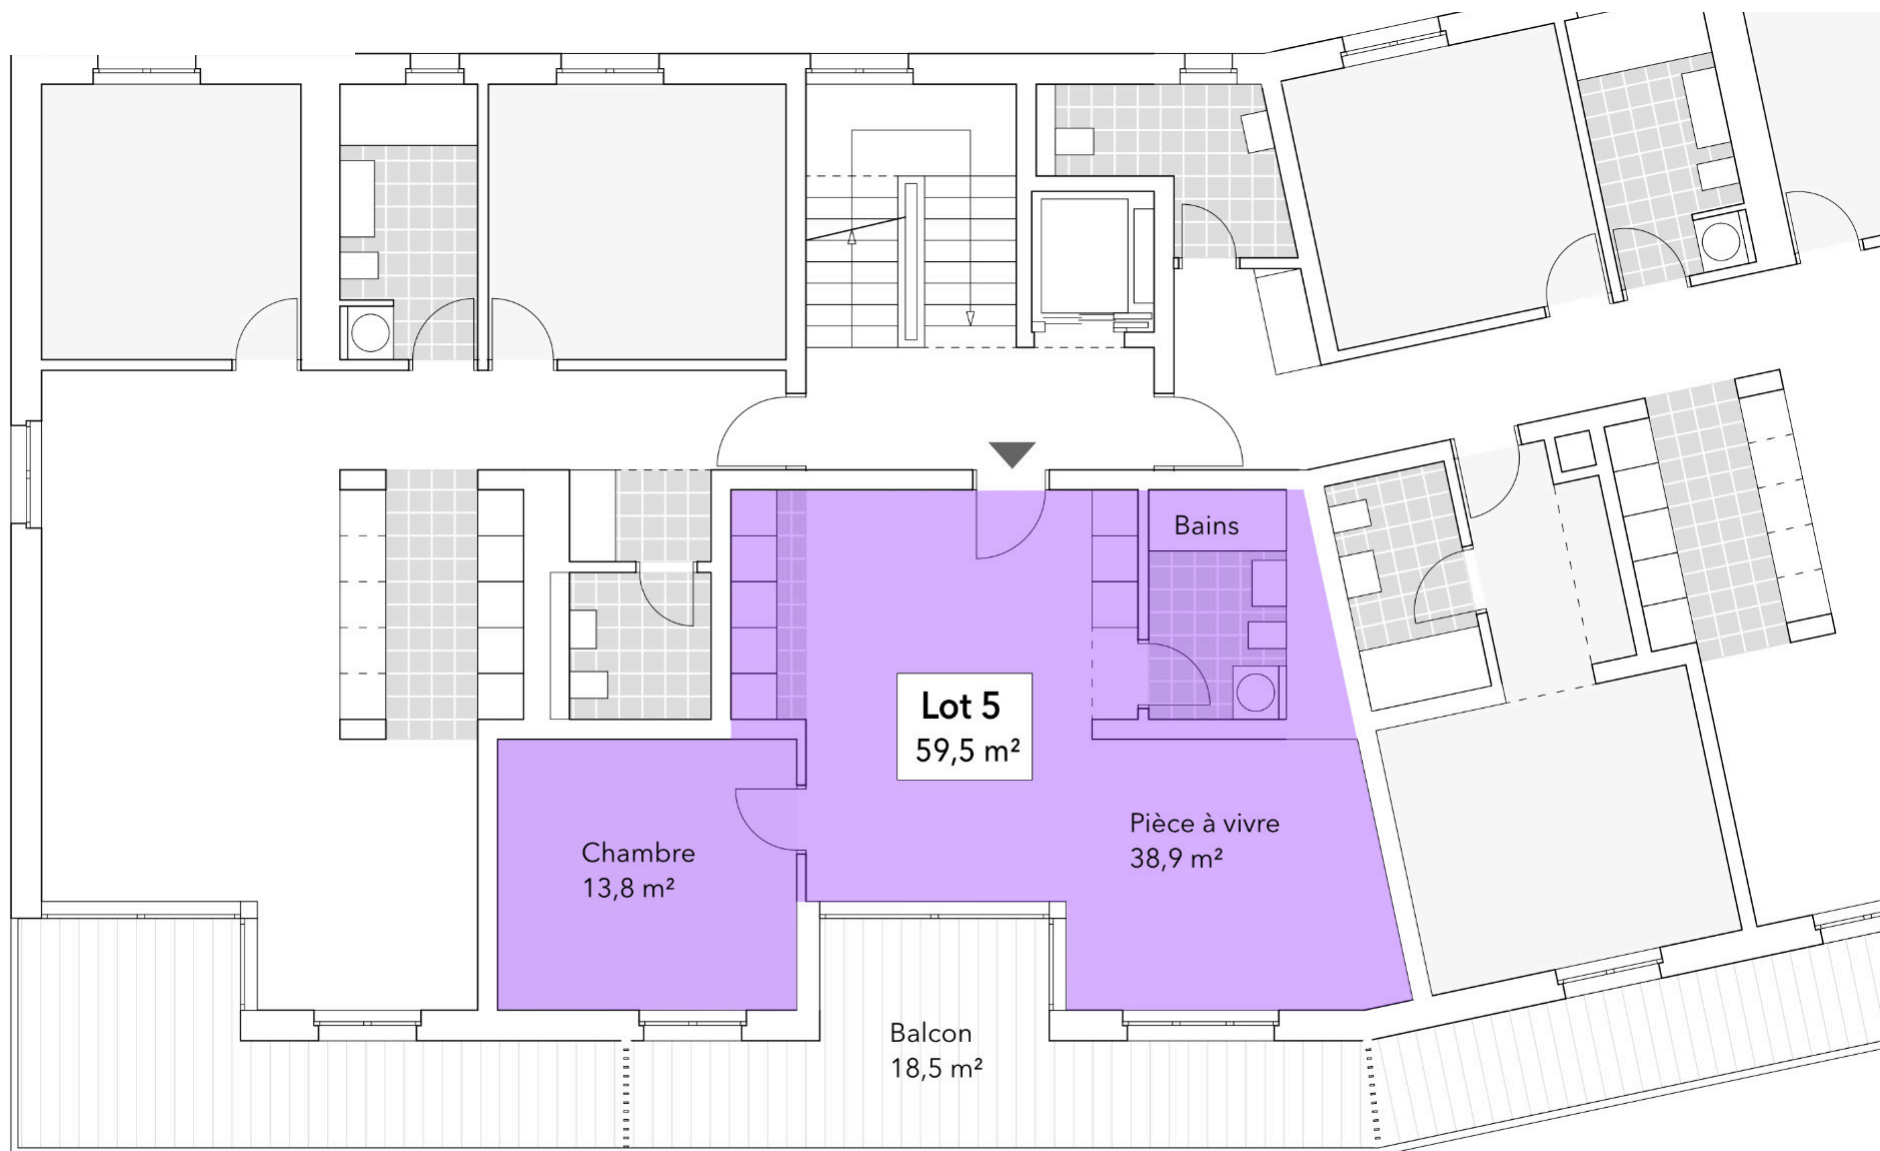 Bains
Lot 5
59,5 m²
Pièce à vivre
38,9 m²
Chambre
13,8 m²
Balcon
18,5 m²